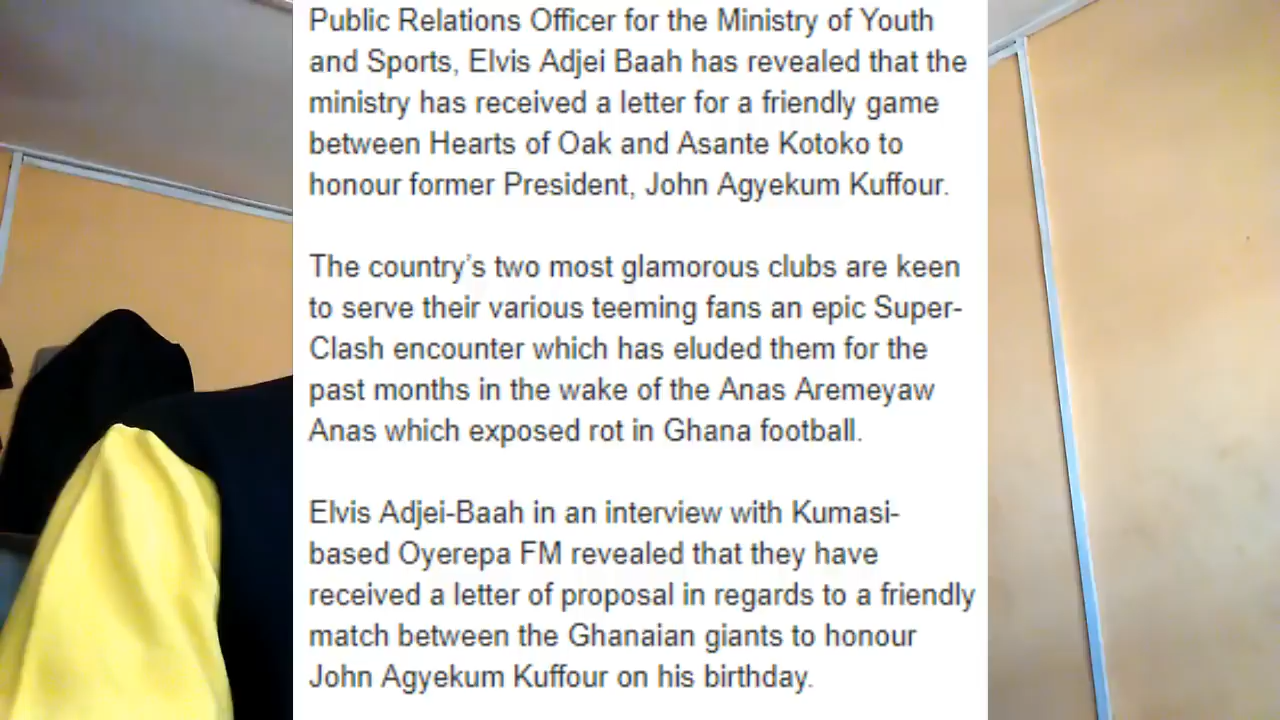 Public Relations Officer for the Ministry of Youth
and Sports, Elvis Adjei Baah has revealed that the
ministry has received a letter for a friendly game
between Hearts of Oak and Asante Kotoko to
honour former President, John Agyekum Kuffour.
The country’s two most glamorous clubs are keen
to serve their various teeming fans an epic Super-
Clash encounter which has eluded them for the
past months in the wake of the Anas Aremeyaw
Anas which exposed rot in Ghana football.
Elvis Adjei-Baah in an interview with Kumasi-
based Oyerepa FM revealed that they have
received a letter of proposal in regards to a friendly
match between the Ghanaian giants to honour
John Agyekum Kuffour on his birthday.